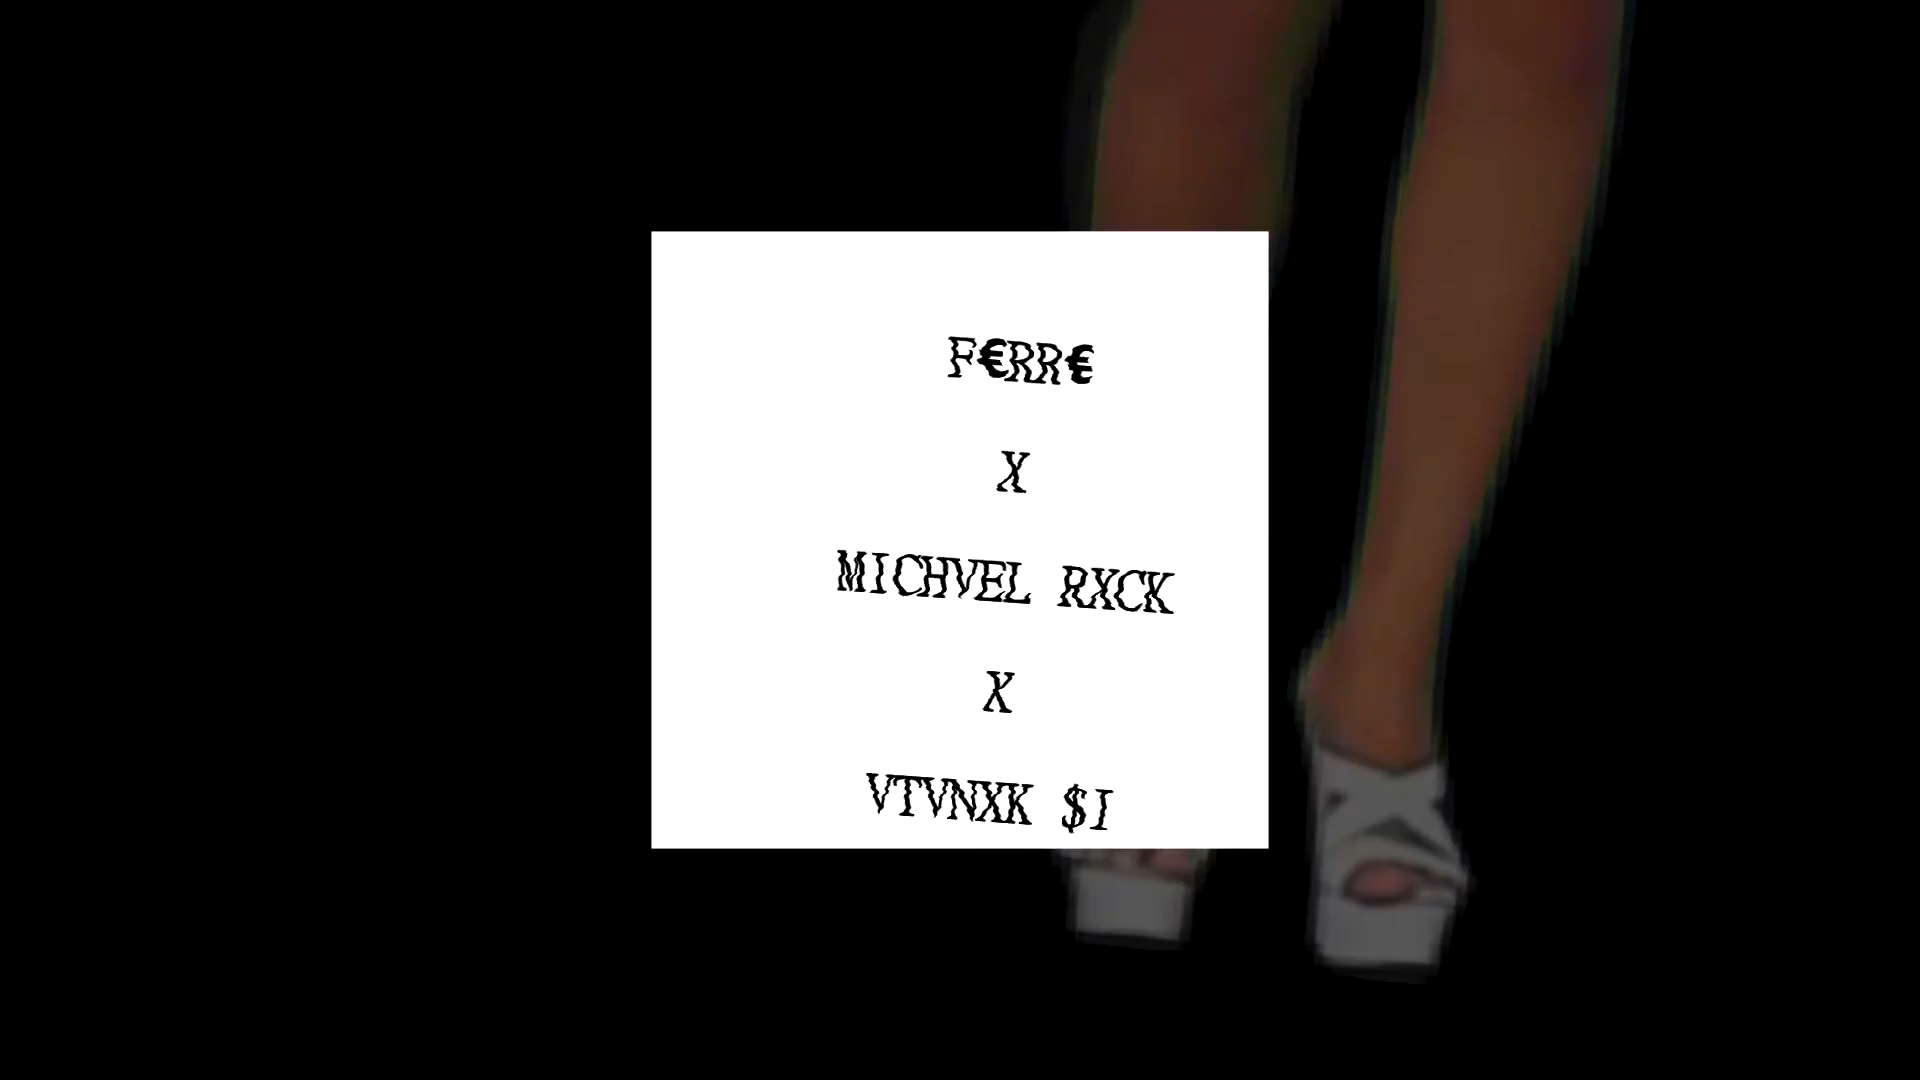 F€RR€
X
MICHVEL RXCK
X
VTVNXK $I